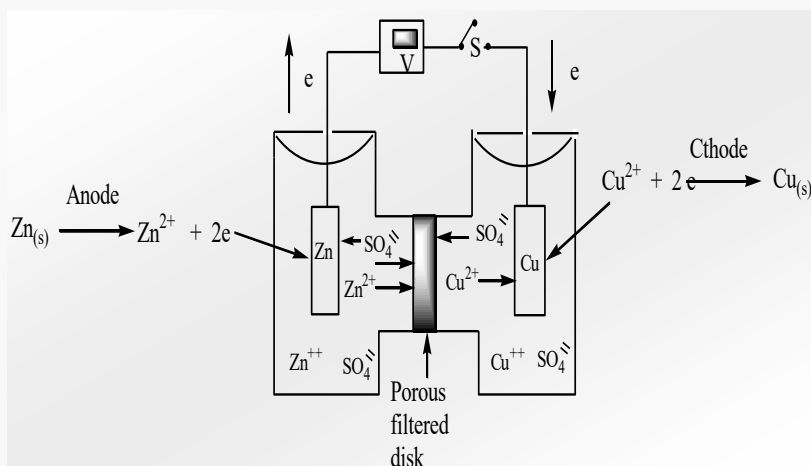 V
S
e
e
Cthode
Cu²⁺ + 2 e
Cu(s)
Anode
Zn(s)
Zn²⁺ + 2e
Zn
SO₄"
Zn²⁺
SO₄"
Cu²⁺
Cu
Zn⁺⁺
SO₄"
Cu⁺⁺
SO₄"
Porous
filtered
disk